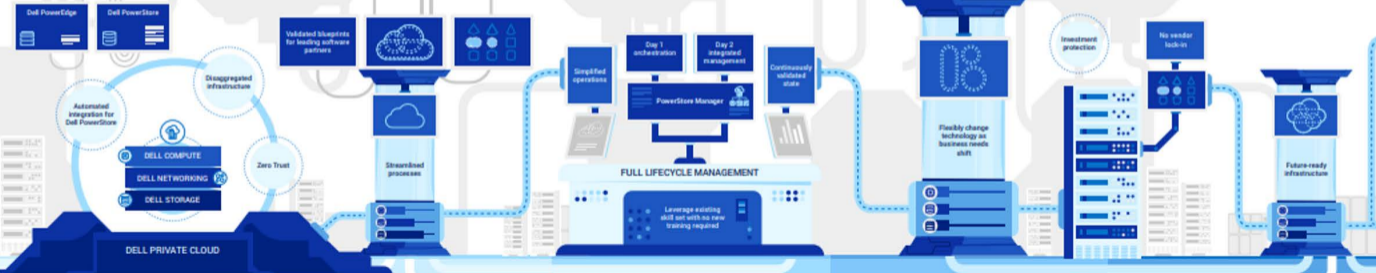 Dell PowerEdge
Dell PowerStore
Automated
integration for
Dell PowerStore
Disaggregated
infrastructure
Zero Trust
DELL COMPUTE
DELL NETWORKING
DELL STORAGE
DELL PRIVATE CLOUD
Validated blueprints
for leading software
partners
Streamlined
processes
Simplified
operations
Day 1
orchestration
Day 2
integrated
management
PowerStore Manager
Continuously
validated
state
FULL LIFECYCLE MANAGEMENT
Leverage existing
skill set with no new
training required
Flexibly change
technology as
business needs
shift
Investment
protection
No vendor
lock-in
Future-ready
infrastructure